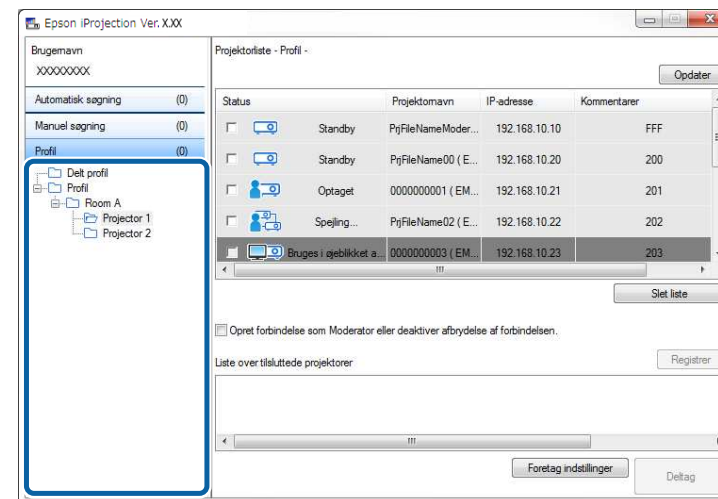 Epson iProjection Ver. X.XX
Brugernavn
XXXXXXXX
Automatisk søgning (0)
Manuel søgning (0)
Profil (0)
Delt profil
Profil
Room A
Projector 1
Projector 2
Projektorliste - Profil -
Opdater
Status Projektornavn IP-adresse Kommentarer
Standby PrjFileNameModer... 192.168.10.10 FFF
Standby PrjFileName00 ( E... 192.168.10.20 200
Optaget 0000000001 ( EM... 192.168.10.21 201
Spejling... PrjFileName02 ( E... 192.168.10.22 202
Bruges i øjeblikket a... 0000000003 ( EM... 192.168.10.23 203
Slet liste
Opret forbindelse som Moderator eller deaktiver afbrydelse af forbindelsen.
Liste over tilsluttede projektorer
Registrer
Foretag indstillinger
Deltag